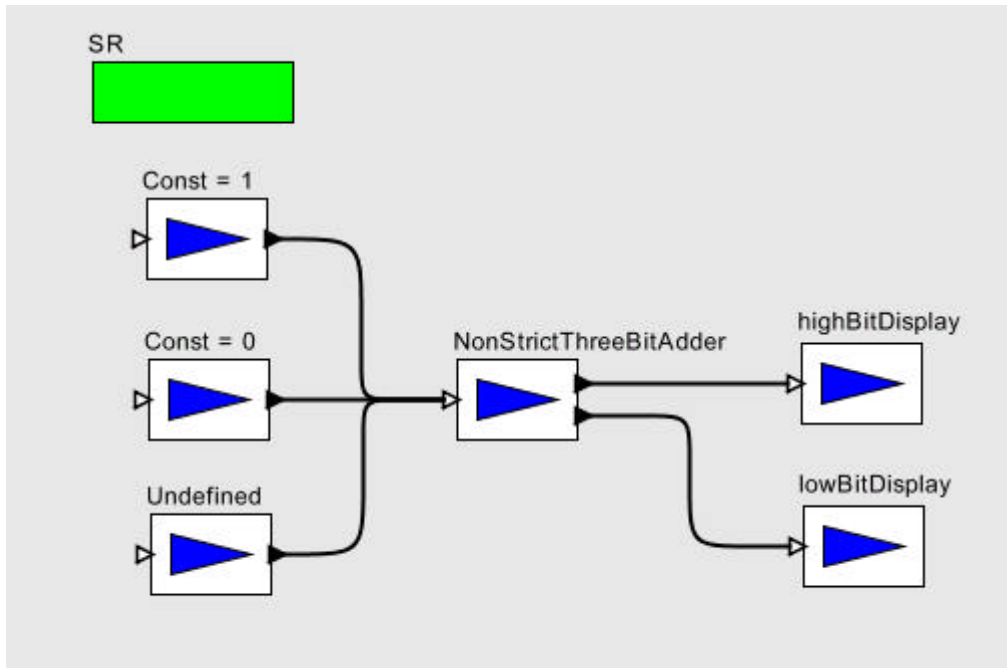 SR
Const = 1
Const = 0
Undefined
NonStrictThreeBitAdder
highBitDisplay
lowBitDisplay